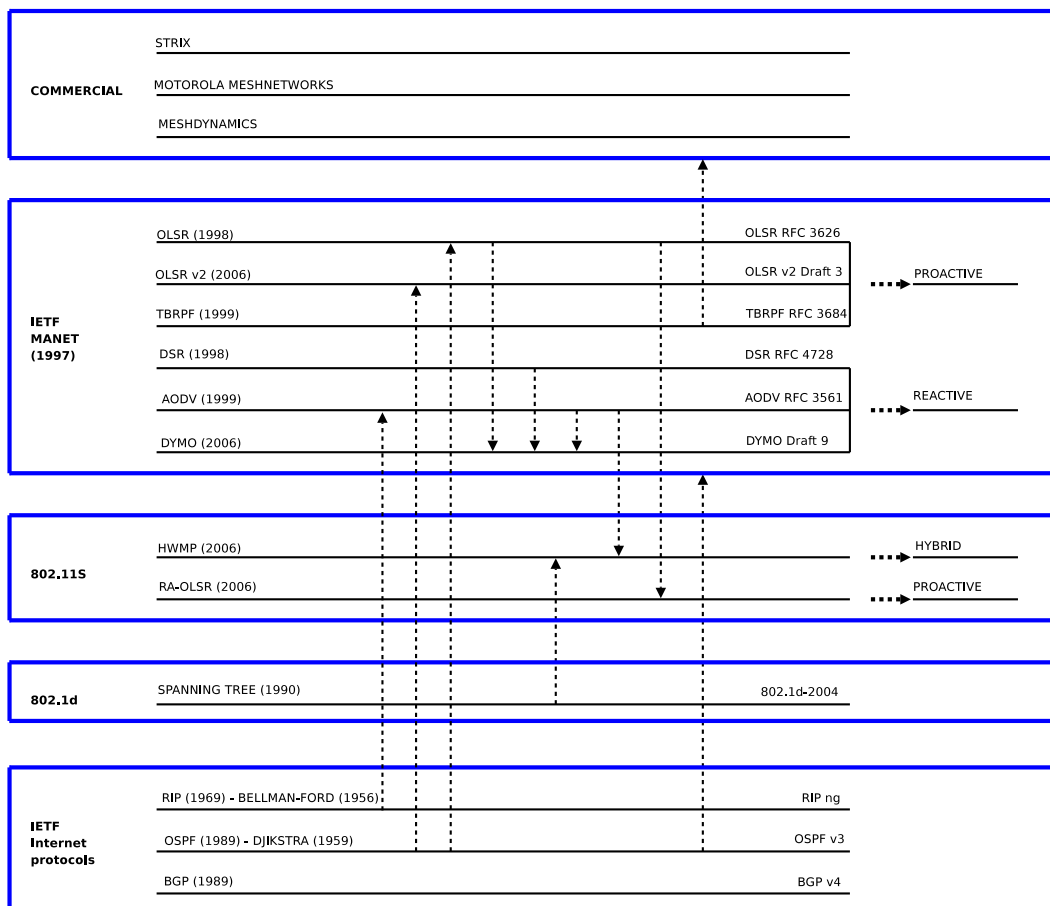 STRIX
COMMERCIAL
MOTOROLA MESHNETWORKS
MESHDYNAMICS
OLSR (1998)
OLSR RFC 3626
OLSR v2 (2006)
OLSR v2 Draft 3
PROACTIVE
IETF
MANET
(1997)
TBRPF (1999)
TBRPF RFC 3684
DSR (1998)
DSR RFC 4728
AODV (1999)
AODV RFC 3561
REACTIVE
DYMO (2006)
DYMO Draft 9
802.11S
HWMP (2006)
HYBRID
RA-OLSR (2006)
PROACTIVE
802.1d
SPANNING TREE (1990)
802.1d-2004
IETF
Internet
protocols
RIP (1969) - BELLMAN-FORD (1956)
RIP ng
OSPF (1989) - DJIKSTRA (1959)
OSPF v3
BGP (1989)
BGP v4